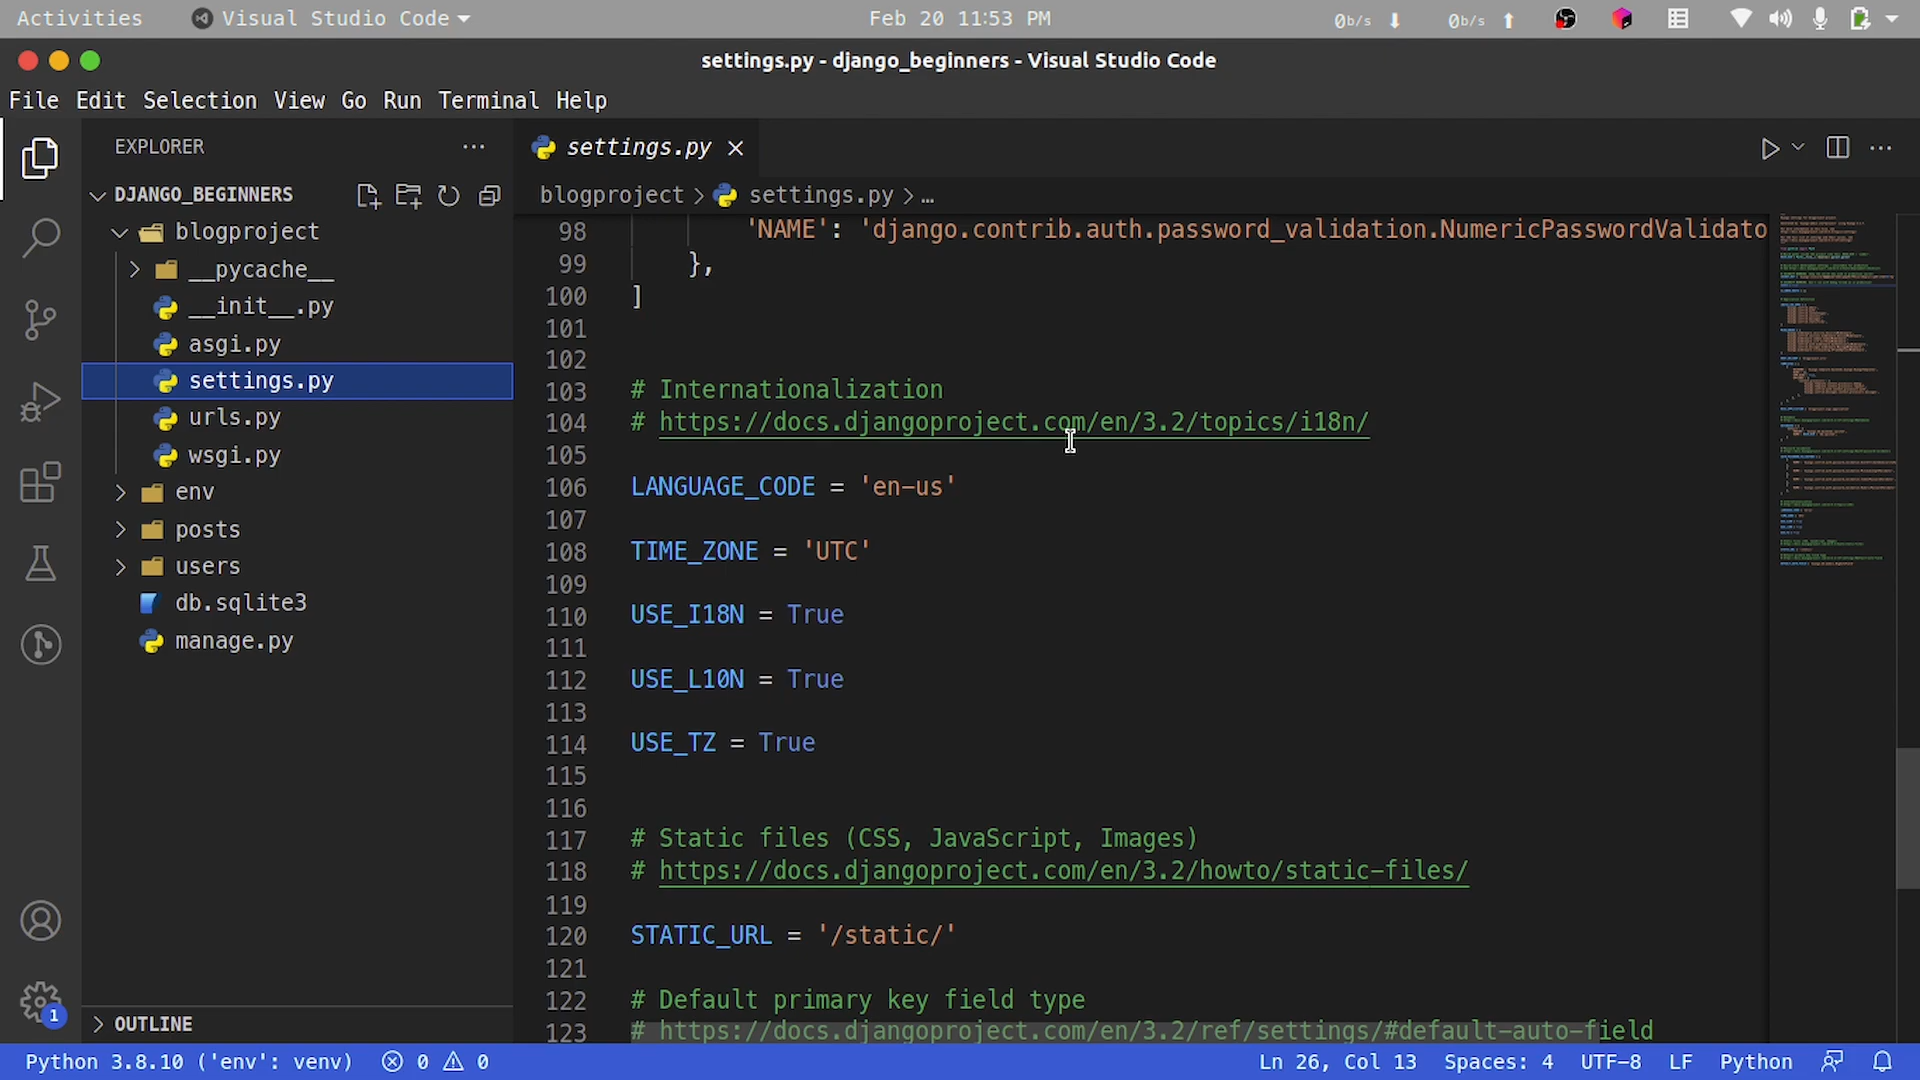 Activities
Visual Studio Code
Feb 20 11:53 PM
0b/s
0b/s
settings.py - django_beginners - Visual Studio Code
File Edit Selection View Go Run Terminal Help
EXPLORER
DJANGO_BEGINNERS
blogproject
__pycache__
__init__.py
asgi.py
settings.py
urls.py
wsgi.py
env
posts
users
db.sqlite3
manage.py
1
OUTLINE
settings.py
blogproject > settings.py > ...
98 'NAME': 'django.contrib.auth.password_validation.NumericPasswordValidato
99 },
100 ]
101
102
103 # Internationalization
104 # https://docs.djangoproject.com/en/3.2/topics/i18n/
105
106 LANGUAGE_CODE = 'en-us'
107
108 TIME_ZONE = 'UTC'
109
110 USE_I18N = True
111
112 USE_L10N = True
113
114 USE_TZ = True
115
116
117 # Static files (CSS, JavaScript, Images)
118 # https://docs.djangoproject.com/en/3.2/howto/static-files/
119
120 STATIC_URL = '/static/'
121
122 # Default primary key field type
123 # https://docs.djangoproject.com/en/3.2/ref/settings/#default-auto-field
Python 3.8.10 ('env': venv) 0 0
Ln 26, Col 13 Spaces: 4 UTF-8 LF Python